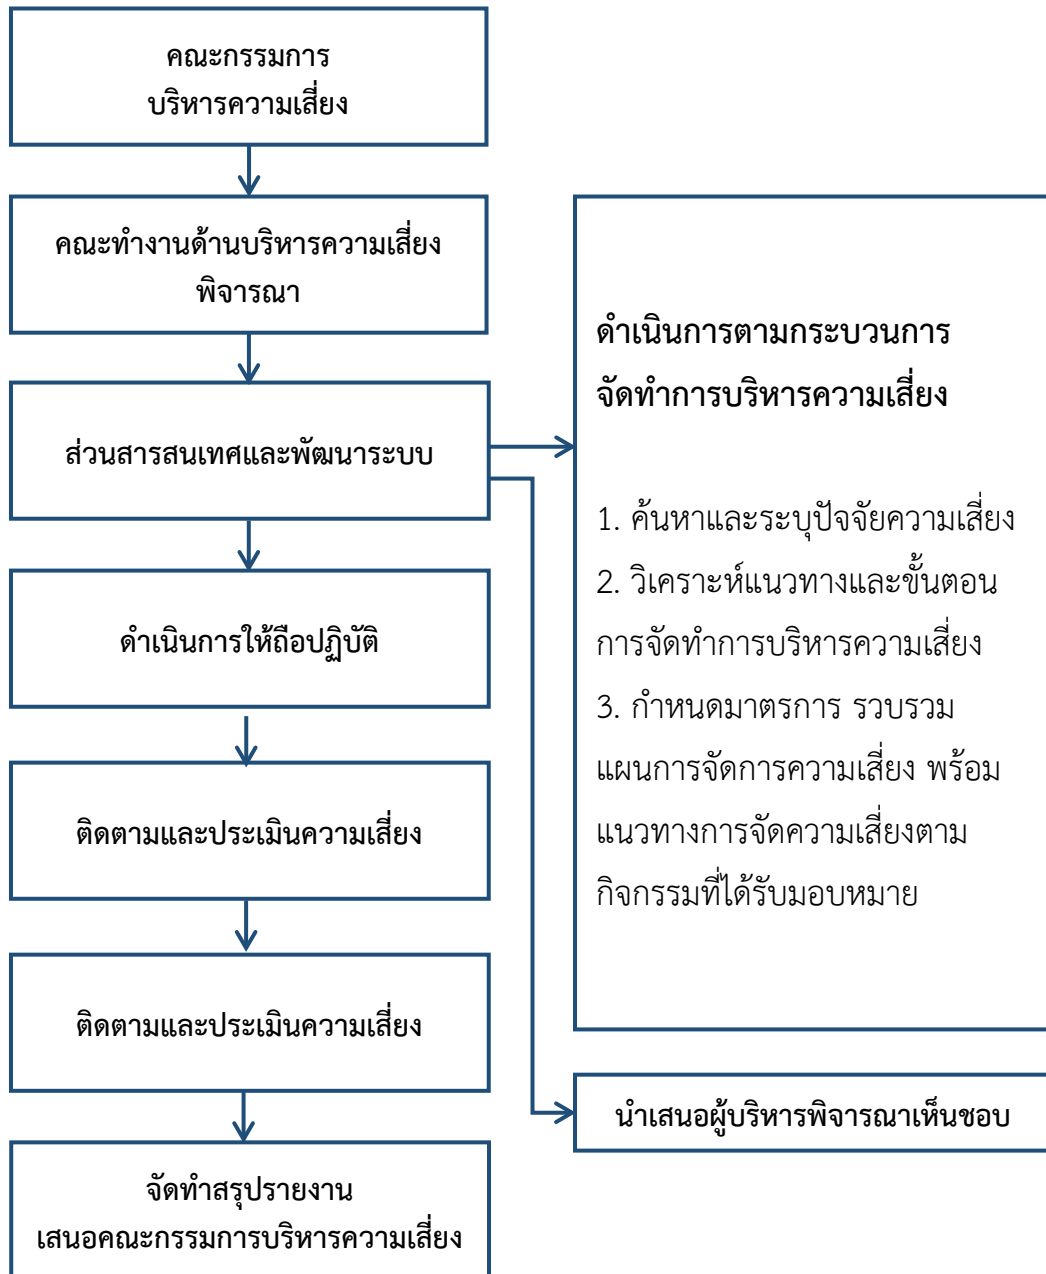 คณะกรรมการ
บริหารความเสี่ยง
คณะทำงานด้านบริหารความเสี่ยง
พิจารณา
ส่วนสารสนเทศและพัฒนาระบบ
ดำเนินการให้ถือปฏิบัติ
ติดตามและประเมินความเสี่ยง
ติดตามและประเมินความเสี่ยง
จัดทำสรุปรายงาน
เสนอคณะกรรมการบริหารความเสี่ยง
ดำเนินการตามกระบวนการ
จัดทำการบริหารความเสี่ยง
1. ค้นหาและระบุปัจจัยความเสี่ยง
2. วิเคราะห์แนวทางและขั้นตอน
การจัดทำการบริหารความเสี่ยง
3. กำหนดมาตรการ รวบรวม
แผนการจัดการความเสี่ยง พร้อม
แนวทางการจัดความเสี่ยงตาม
กิจกรรมที่ได้รับมอบหมาย
นำเสนอผู้บริหารพิจารณาเห็นชอบ